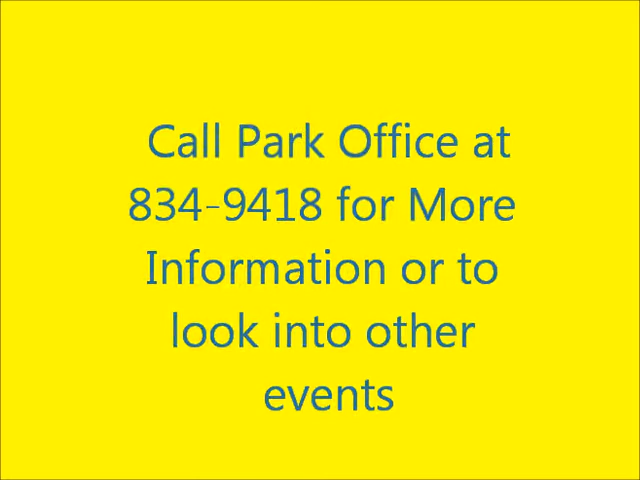 Call Park Office at
834-9418 for More
Information or to
look into other
events